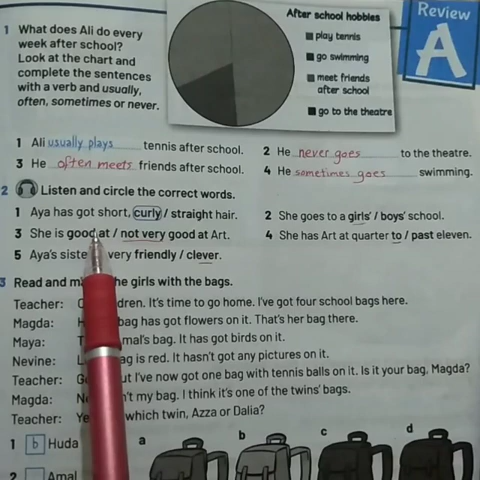 After school hobbies
play tennis
go swimming
meet friends
after school
go to the theatre
Review
A
1 What does Ali do every
week after school?
Look at the chart and
complete the sentences
with a verb and usually,
often, sometimes or never.
1 Ali usually plays tennis after school.
2 He never goes to the theatre.
3 He often meets friends after school.
4 He sometimes goes swimming.
2 Listen and circle the correct words.
1 Aya has got short, curly / straight hair.
2 She goes to a girls' / boys' school.
3 She is good at / not very good at Art.
4 She has Art at quarter to / past eleven.
5 Aya's very friendly / clever.
3 Read and the girls with the bags.
Teacher: It's time to go home. I've got four school bags here.
Magda: bag has got flowers on it. That's her bag there.
Maya: bag. It has got birds on it.
Nevine: is red. It hasn't got any pictures on it.
Teacher: I've now got one bag with tennis balls on it. Is it your bag, Magda?
Magda: my bag. I think it's one of the twins' bags.
Teacher: which twin, Azza or Dalia?
1 b Huda
a
b
c
d
2 Amal